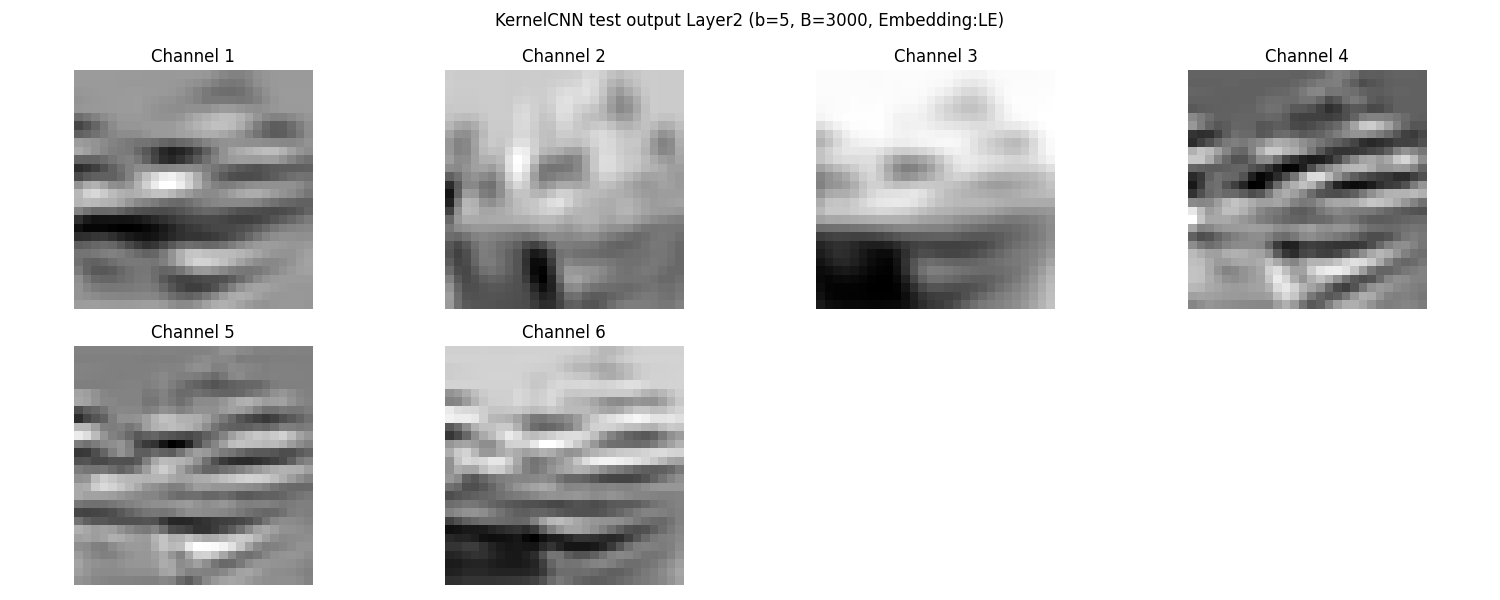 KernelCNN test output Layer2 (b=5, B=3000, Embedding:LE)
Channel 1
Channel 2
Channel 3
Channel 4
Channel 5
Channel 6